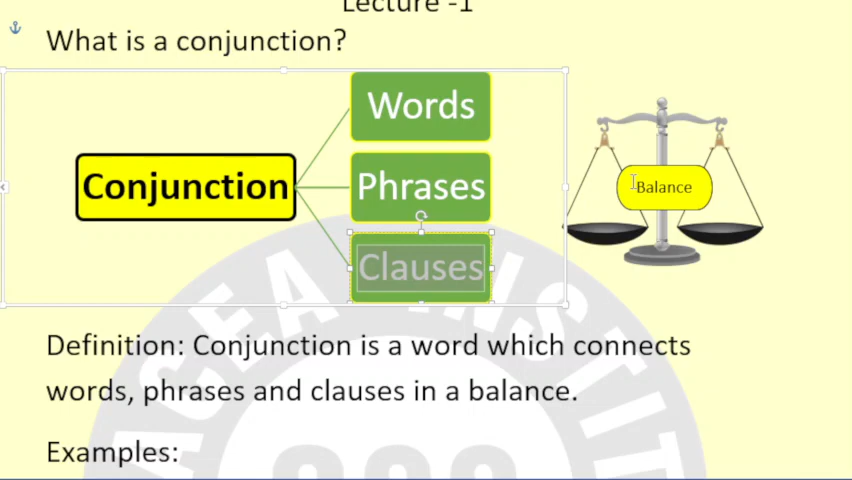 Lecture -1
What is a conjunction?
Words
Conjunction
Phrases
Balance
Clauses
Definition: Conjunction is a word which connects
words, phrases and clauses in a balance.
Examples: